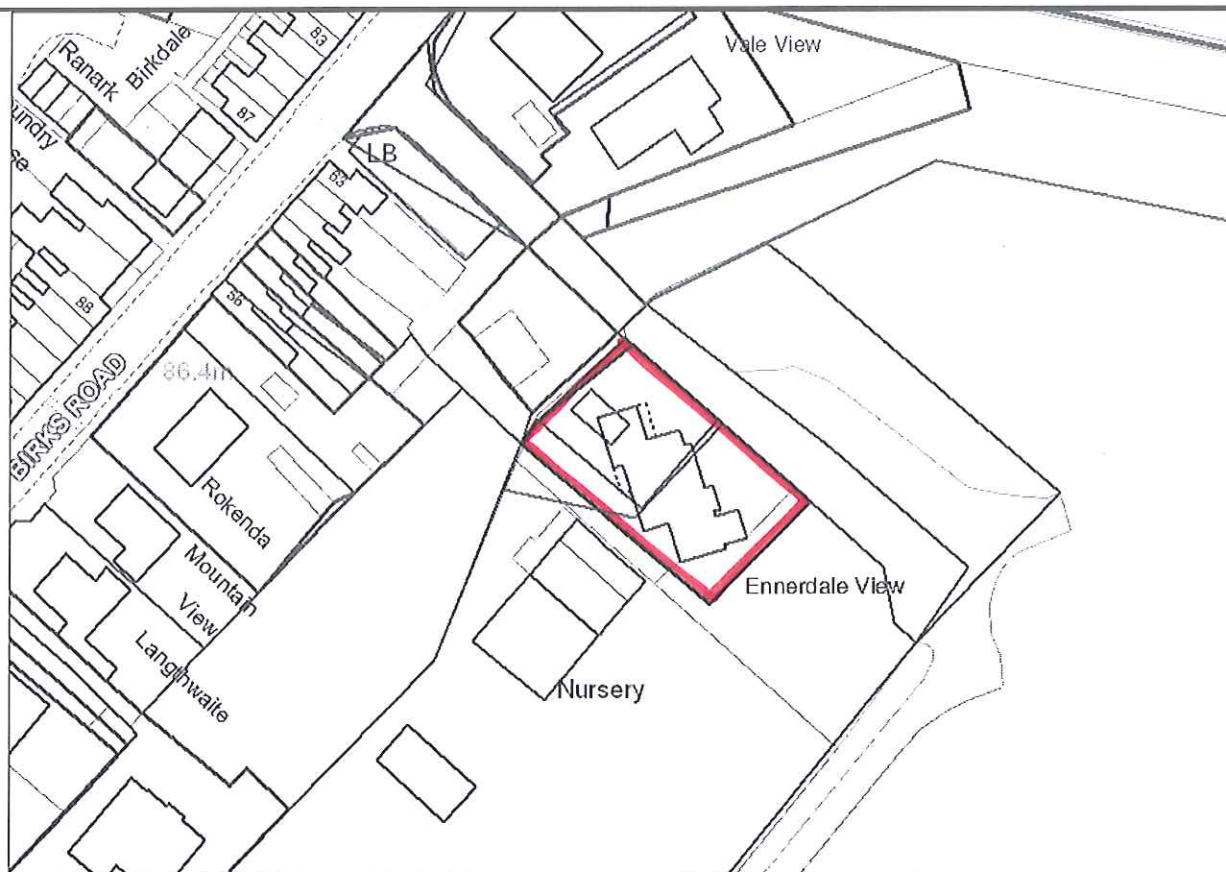 Ranark
Birkdale
83
87
Vale View
LB
63
56
88
86.4m
BIRKS ROAD
Rokenda
Mountain
View
Langthwaite
Ennerdale View
Nursery